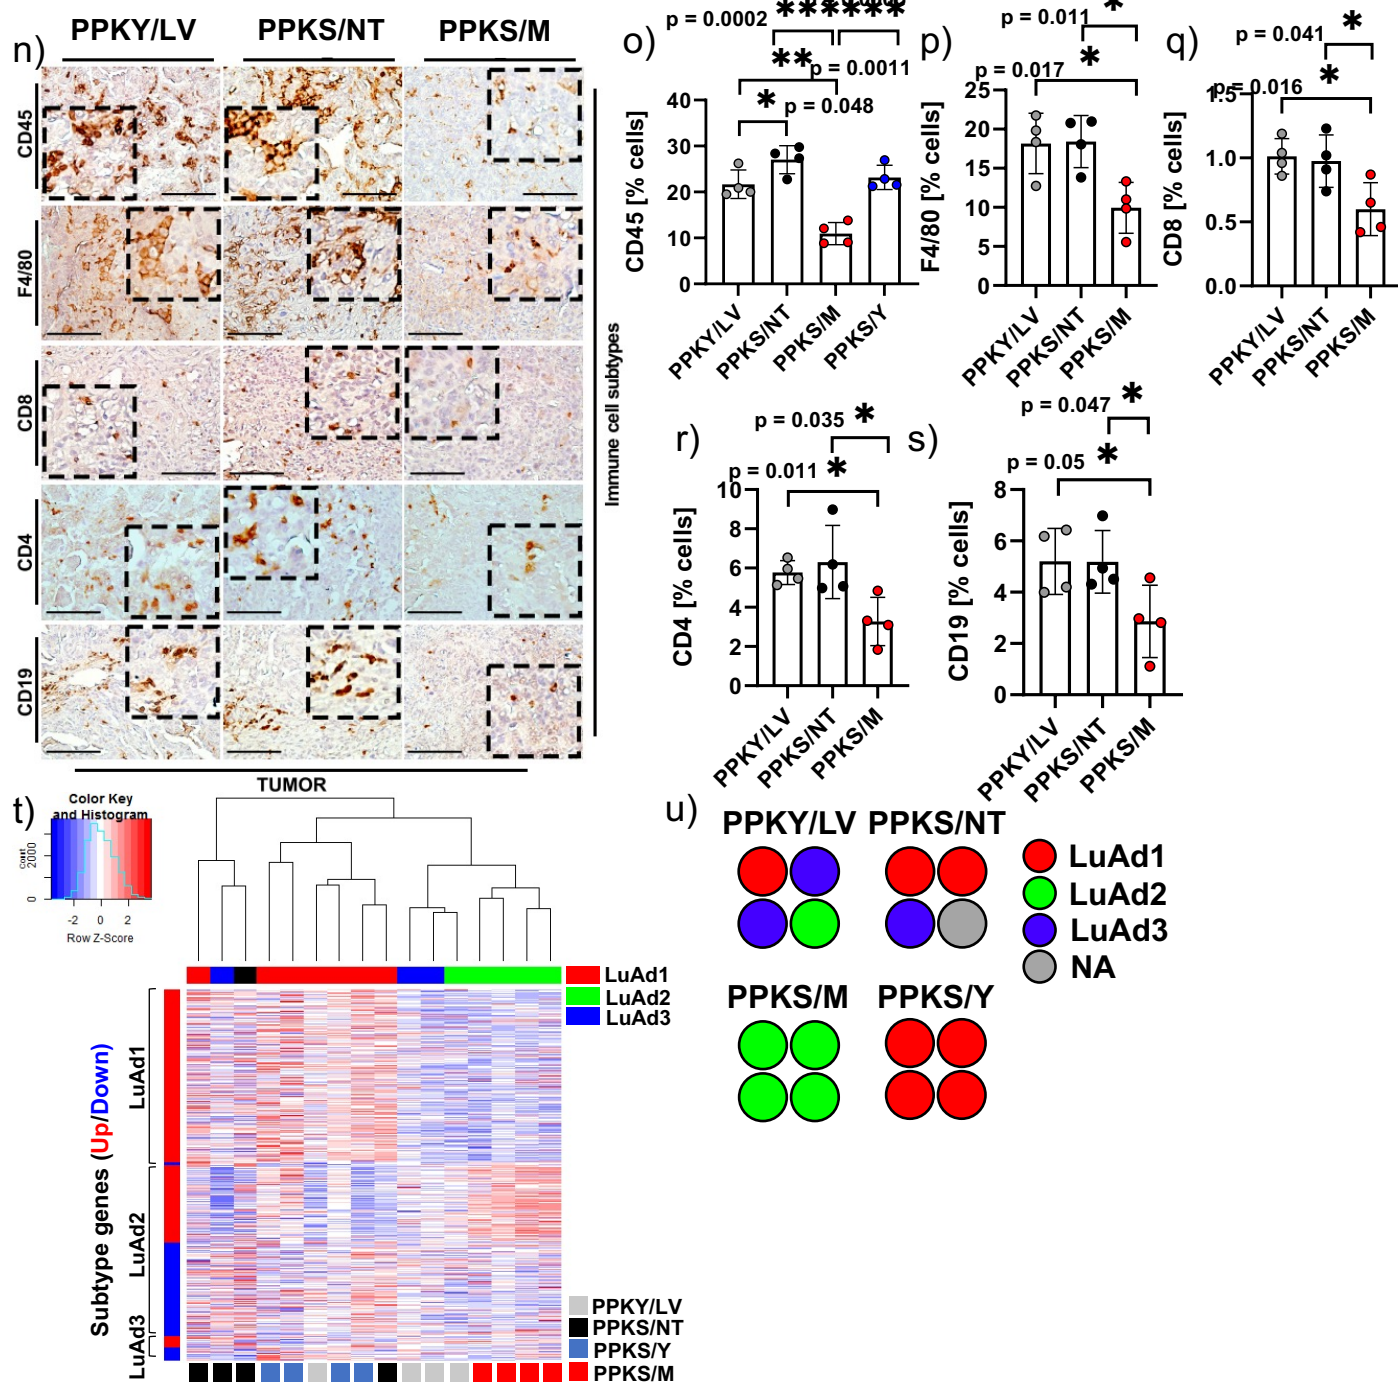 n)
PPKY/LV
PPKS/NT
PPKS/M
CD45
F4/80
CD8
CD4
CD19
Immune cell subtypes
TUMOR
o)
p = 0.0002
******
**
p = 0.0011
*
p = 0.048
CD45 [% cells]
40
30
20
10
0
PPKY/LV
PPKS/NT
PPKS/M
PPKS/Y
p)
*
p = 0.011
*
p = 0.017
F4/80 [% cells]
25
20
15
10
5
0
PPKY/LV
PPKS/NT
PPKS/M
q)
*
p = 0.041
*
p = 0.016
CD8 [% cells]
1.5
1.0
0.5
0.0
PPKY/LV
PPKS/NT
PPKS/M
r)
p = 0.035 *
p = 0.011 *
CD4 [% cells]
10
8
6
4
2
0
PPKY/LV
PPKS/NT
PPKS/M
s)
*
p = 0.047
p = 0.05 *
CD19 [% cells]
8
6
4
2
0
PPKY/LV
PPKS/NT
PPKS/M
t)
Color Key
and Histogram
Count
0
2000
-2 0 2
Row Z-Score
LuAd1
LuAd2
LuAd3
Subtype genes (Up/Down)
LuAd1
LuAd2
LuAd3
PPKY/LV
PPKS/NT
PPKS/Y
PPKS/M
u)
PPKY/LV PPKS/NT
LuAd1
LuAd2
LuAd3
NA
PPKS/M PPKS/Y